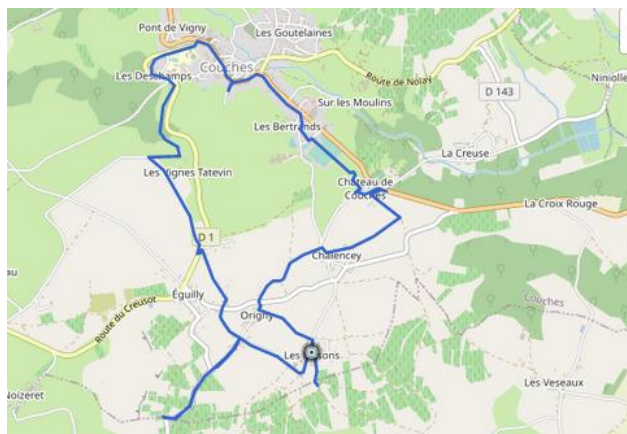 Pont de Vigny
Les Goutelaines
Les Deschamps
Couches
Route de Nolay
Niniolle
D 143
Sur les Moulins
Les Bertrands
La Creuse
Les Vignes Tatevin
Château de
Couches
La Croix Rouge
D 1
Chalencey
Éguilly
Couches
Route du Creusot
Origny
Les Veseaux
Noizeret